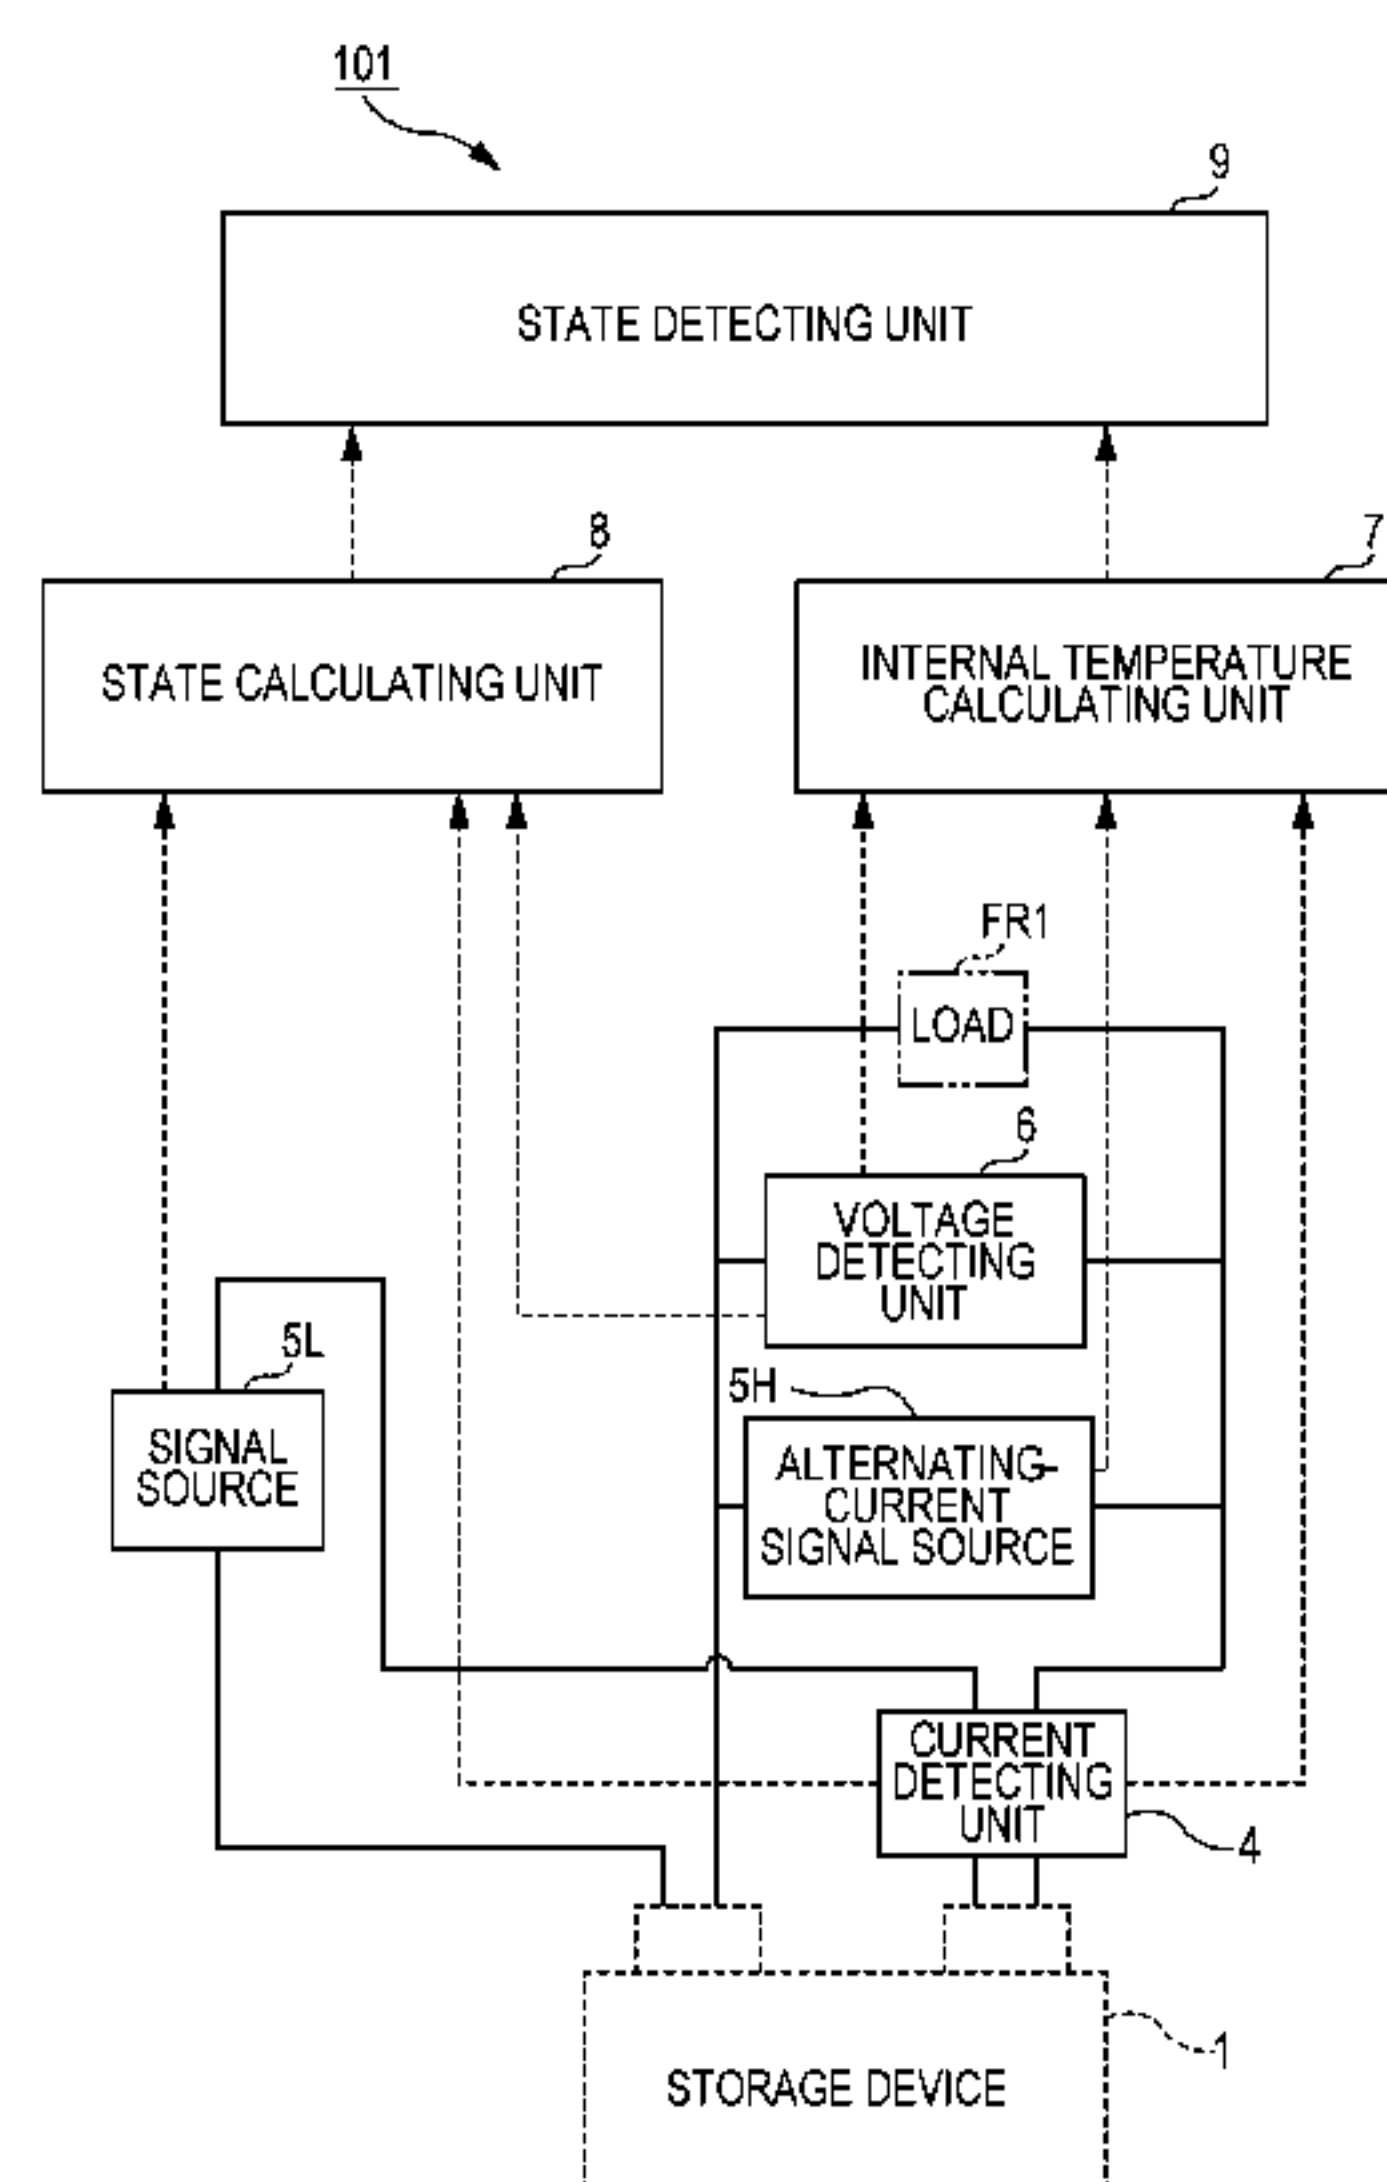 101
9
STATE DETECTING UNIT
8
7
STATE CALCULATING UNIT
INTERNAL TEMPERATURE
CALCULATING UNIT
FR1
LOAD
6
VOLTAGE
DETECTING
UNIT
5L
SIGNAL
SOURCE
5H
ALTERNATING-
CURRENT
SIGNAL SOURCE
CURRENT
DETECTING
UNIT
4
1
STORAGE DEVICE